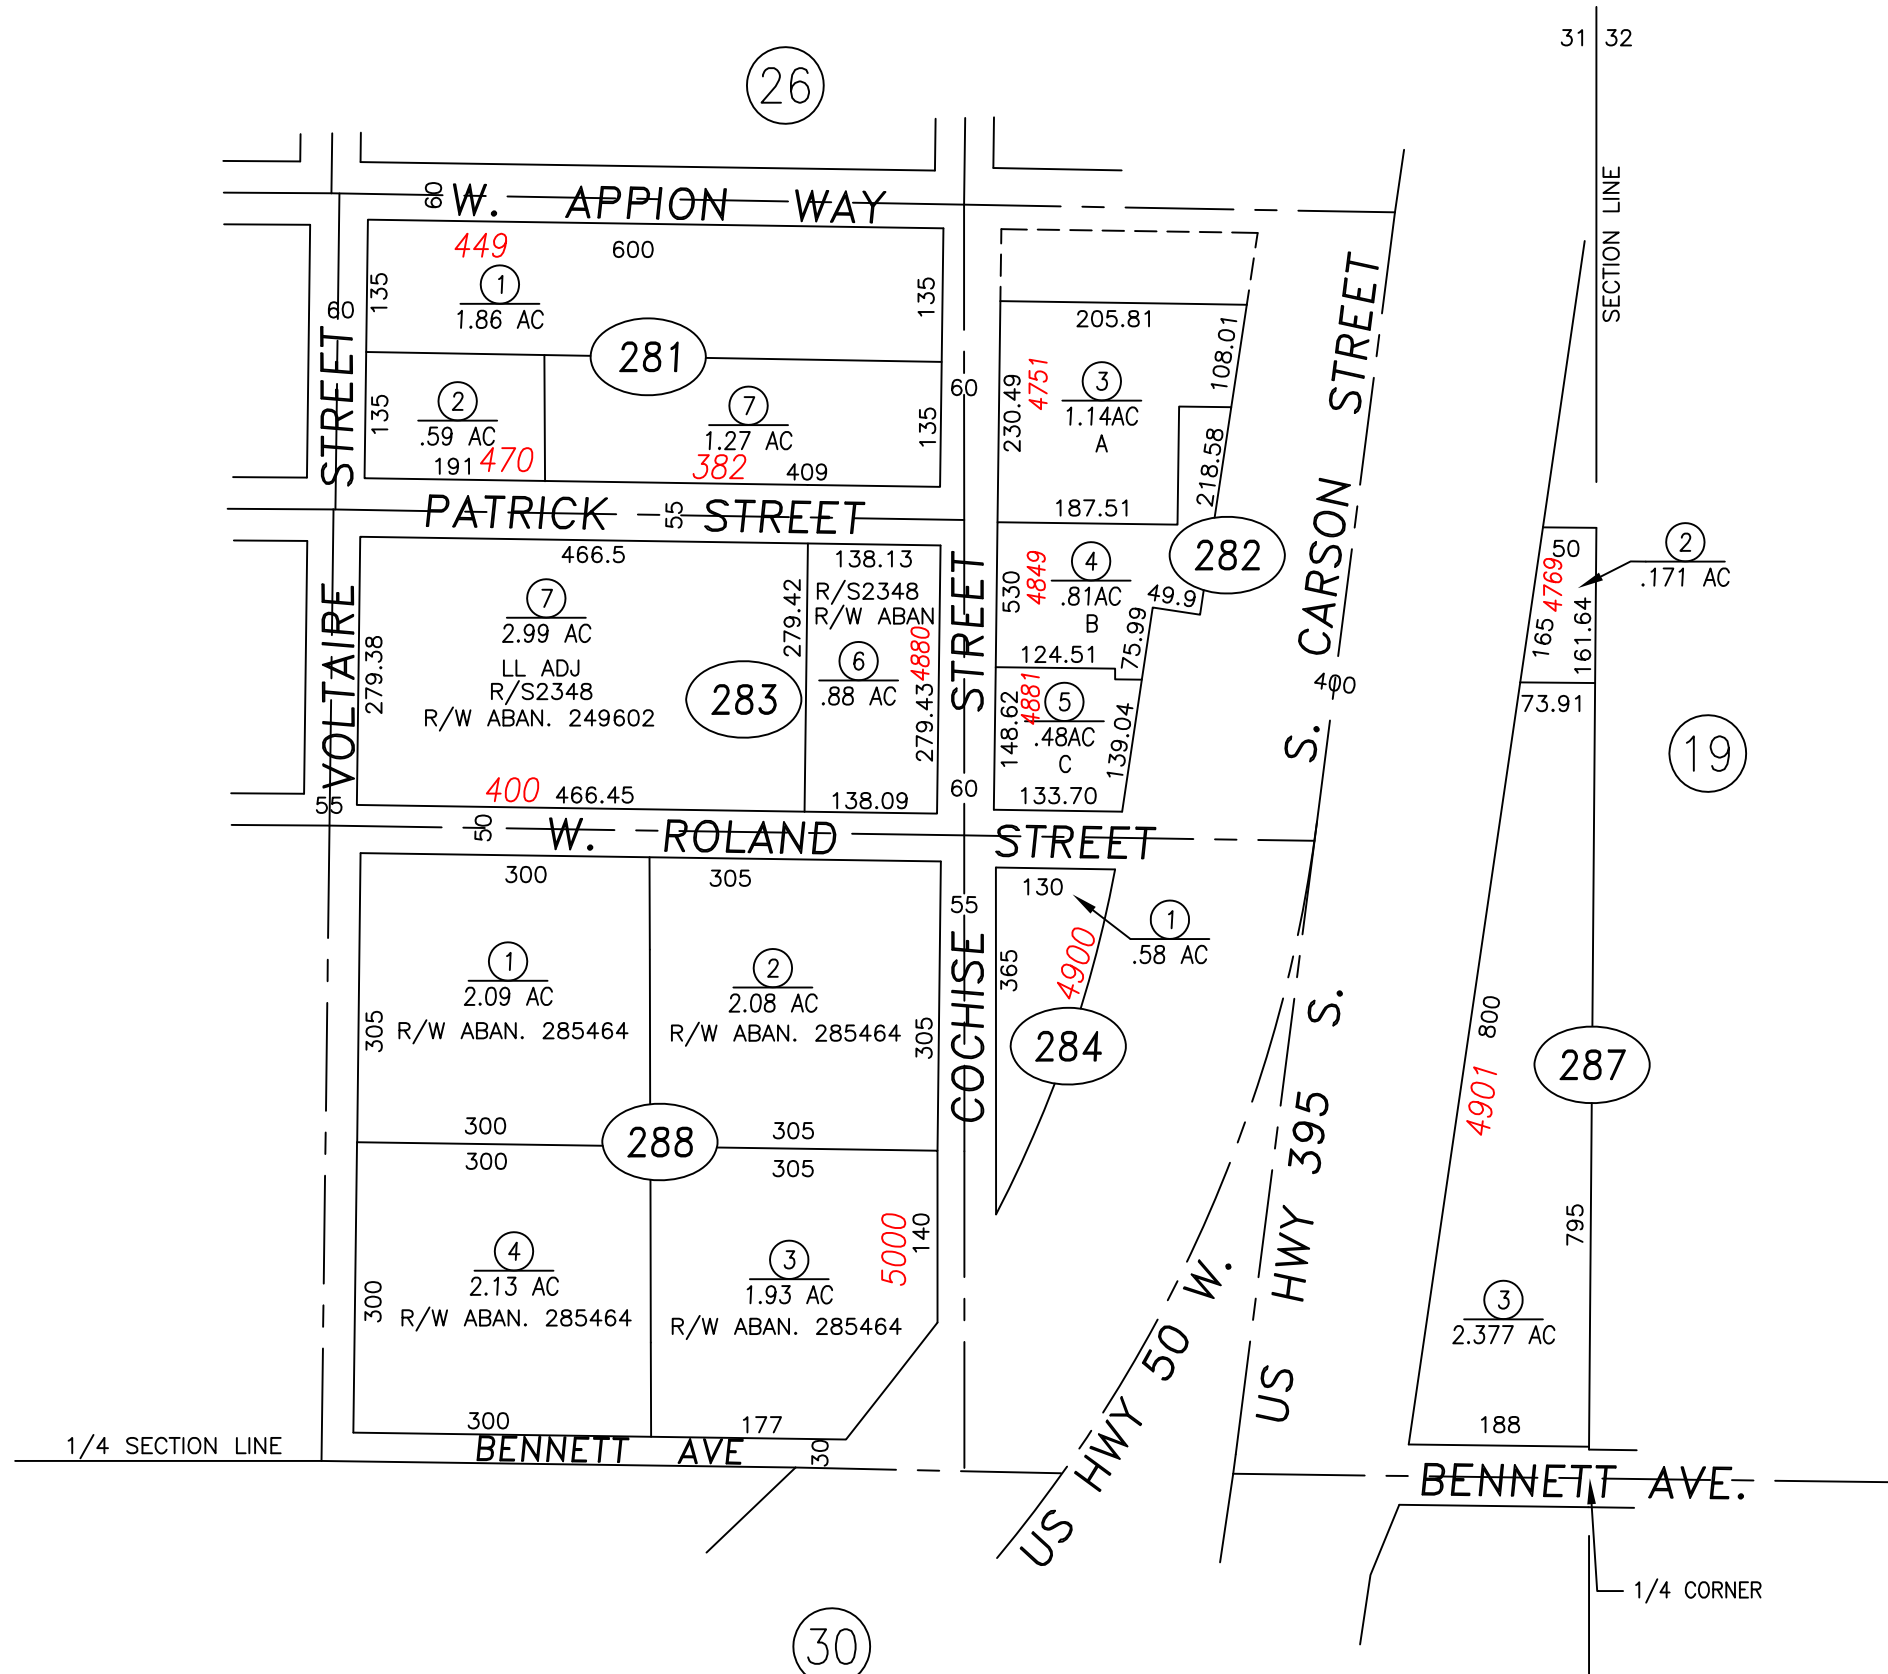 31 32
26
SECTION LINE
60
W. APPION WAY
449
600
1
1.86 AC
135
135
60
281
2
.59 AC
135
191
470
7
1.27 AC
382
409
135
60
205.81
108.01
230.49
4751
3
1.14AC
A
218.58
187.51
282
PATRICK STREET
55
466.5
7
2.99 AC
LL ADJ
R/S2348
R/W ABAN. 249602
279.38
279.42
283
400
466.45
138.13
R/S2348
R/W ABAN
6
.88 AC
4880
279.43
138.09
530
4849
4
.81AC
B
49.9
75.99
124.51
148.62
4881
5
.48AC
C
139.04
133.70
60
VOLTAIRE STREET
55
50
W. ROLAND STREET
S. CARSON STREET
400
50
4769
165
161.64
2
.171 AC
73.91
19
300
305
1
2.09 AC
R/W ABAN. 285464
305
2
2.08 AC
R/W ABAN. 285464
305
300
305
288
300
305
4
2.13 AC
R/W ABAN. 285464
300
300
3
1.93 AC
R/W ABAN. 285464
5000
140
177
55
COCHISE STREET
130
365
4900
1
.58 AC
284
US HWY 395 S.
US HWY 50 W.
800
4901
287
795
3
2.377 AC
188
1/4 SECTION LINE
BENNETT AVE
30
BENNETT AVE.
1/4 CORNER
30